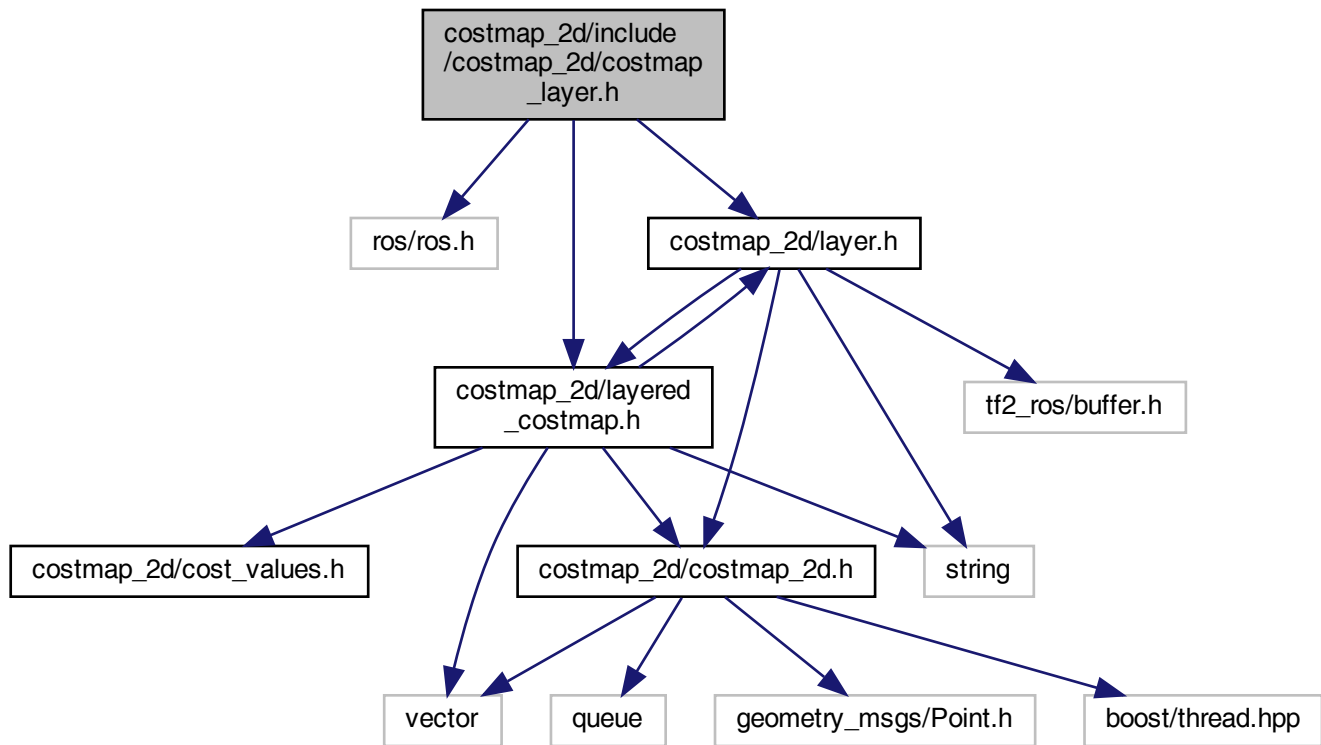 costmap_2d/include
/costmap_2d/costmap
_layer.h
ros/ros.h
costmap_2d/layer.h
costmap_2d/layered
_costmap.h
tf2_ros/buffer.h
costmap_2d/cost_values.h
costmap_2d/costmap_2d.h
string
vector
queue
geometry_msgs/Point.h
boost/thread.hpp